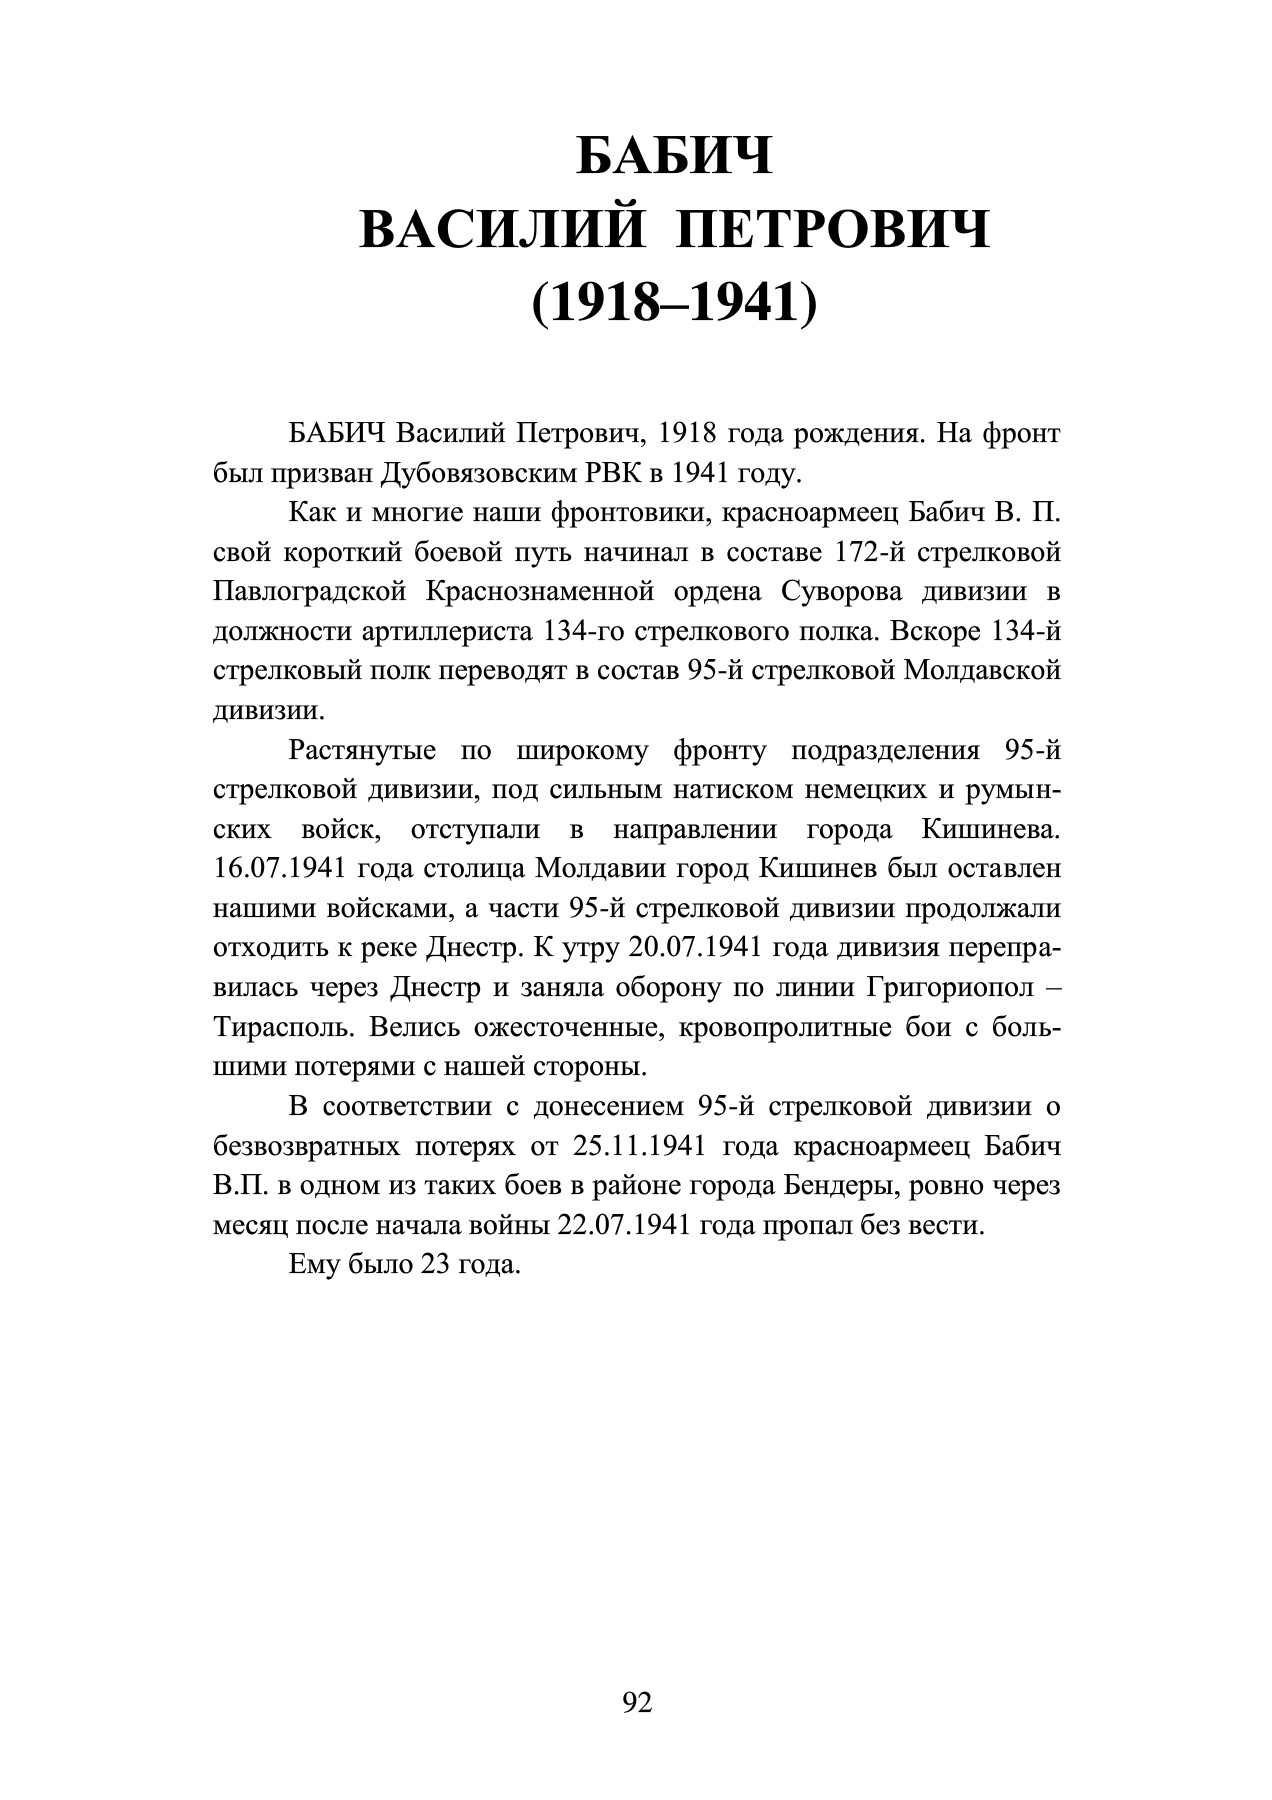 БАБИЧ
ВАСИЛИЙ ПЕТРОВИЧ
(1918–1941)
БАБИЧ Василий Петрович, 1918 года рождения. На фронт
был призван Дубовязовским РВК в 1941 году.
Как и многие наши фронтовики, красноармеец Бабич В. П.
свой короткий боевой путь начинал в составе 172-й стрелковой
Павлоградской Краснознаменной ордена Суворова дивизии в
должности артиллериста 134-го стрелкового полка. Вскоре 134-й
стрелковый полк переводят в состав 95-й стрелковой Молдавской
дивизии.
Растянутые по широкому фронту подразделения 95-й
стрелковой дивизии, под сильным натиском немецких и румын-
ских войск, отступали в направлении города Кишинева.
16.07.1941 года столица Молдавии город Кишинев был оставлен
нашими войсками, а части 95-й стрелковой дивизии продолжали
отходить к реке Днестр. К утру 20.07.1941 года дивизия перепра-
вилась через Днестр и заняла оборону по линии Григориопол –
Тирасполь. Велись ожесточенные, кровопролитные бои с боль-
шими потерями с нашей стороны.
В соответствии с донесением 95-й стрелковой дивизии о
безвозвратных потерях от 25.11.1941 года красноармеец Бабич
В.П. в одном из таких боев в районе города Бендеры, ровно через
месяц после начала войны 22.07.1941 года пропал без вести.
Ему было 23 года.
92